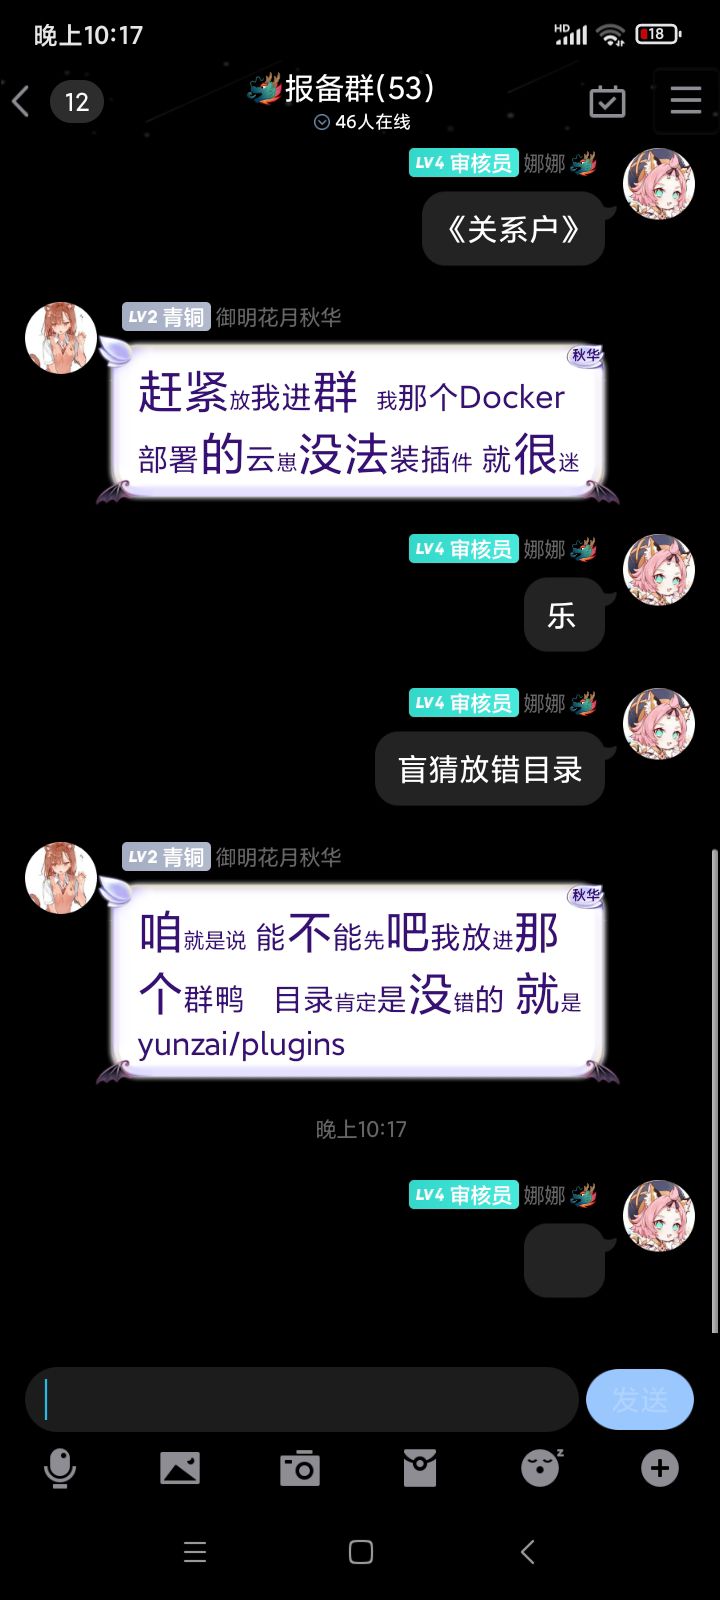 晚上10:17
HD
18
12
报备群(53)
46人在线
LV4 审核员 娜娜
《关系户》
LV2 青铜 御明花月秋华
秋华
赶紧放我进群 我那个Docker
部署的云崽没法装插件 就很迷
LV4 审核员 娜娜
乐
LV4 审核员 娜娜
盲猜放错目录
LV2 青铜 御明花月秋华
秋华
咱就是说 能不能先吧我放进那
个群鸭 目录肯定是没错的 就是
yunzai/plugins
晚上10:17
LV4 审核员 娜娜
发送
z